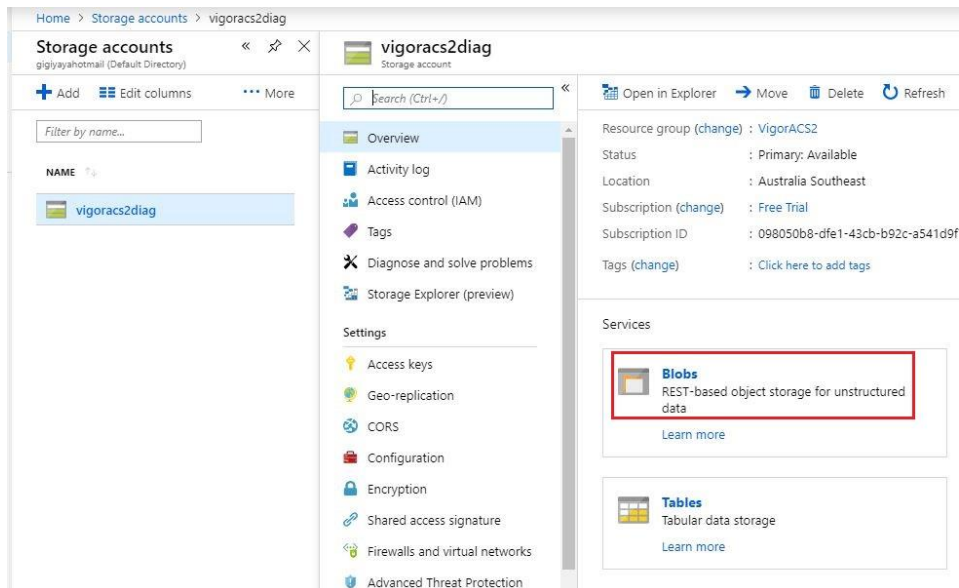 Home > Storage accounts > vigoracs2diag
Storage accounts
gigiyayahotmail (Default Directory)
Add Edit columns ••• More
Filter by name...
NAME
vigoracs2diag
vigoracs2diag
Storage account
Search (Ctrl+/)
Overview
Activity log
Access control (IAM)
Tags
Diagnose and solve problems
Storage Explorer (preview)
Settings
Access keys
Geo-replication
CORS
Configuration
Encryption
Shared access signature
Firewalls and virtual networks
Advanced Threat Protection
Open in Explorer Move Delete Refresh
Resource group (change) : VigorACS2
Status : Primary: Available
Location : Australia Southeast
Subscription (change) : Free Trial
Subscription ID : 098050b8-dfe1-43cb-b92c-a541d9f
Tags (change) : Click here to add tags
Services
Blobs
REST-based object storage for unstructured
data
Learn more
Tables
Tabular data storage
Learn more